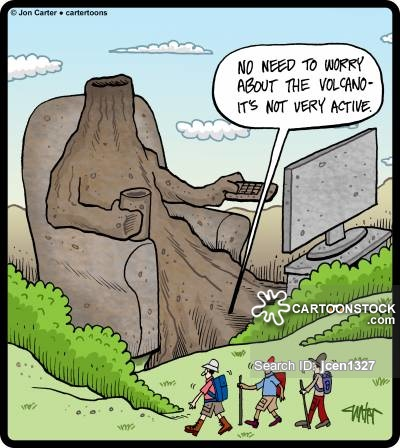 © Jon Carter • cartertoons
NO NEED TO WORRY
ABOUT THE VOLCANO-
IT'S NOT VERY ACTIVE.
CARTOONSTOCK
.com
Search ID: jcen1327